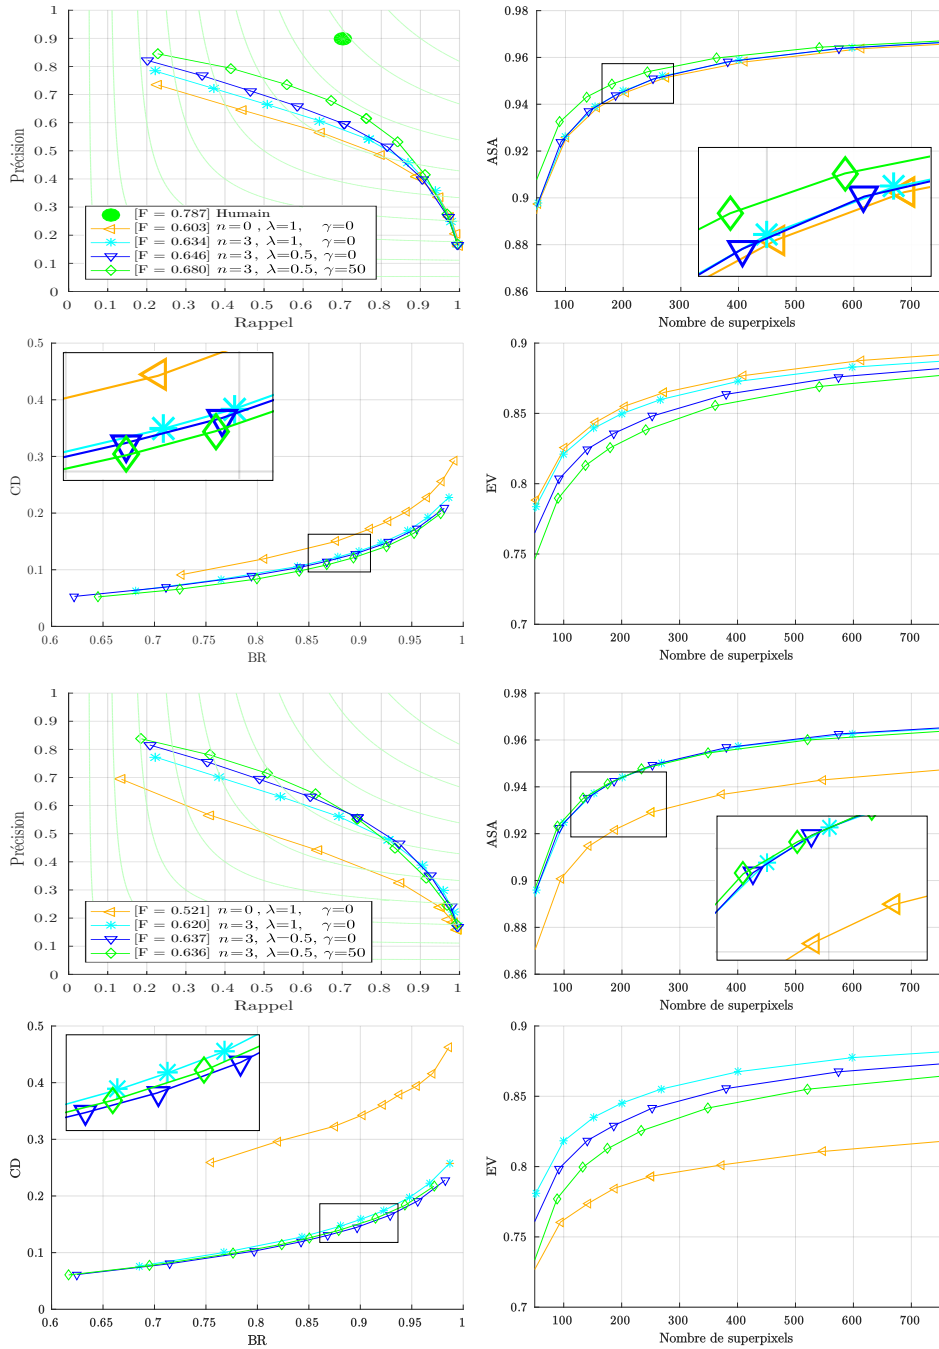 1
0.9
0.8
0.7
0.6
0.5
0.4
0.3
0.2
0.1
0
Précision
[F = 0.787] Humain
[F = 0.603] n=0 , λ=1, γ=0
[F = 0.634] n=3, λ=1, γ=0
[F = 0.646] n=3, λ=0.5, γ=0
[F = 0.680] n=3, λ=0.5, γ=50
0 0.1 0.2 0.3 0.4 0.5 0.6 0.7 0.8 0.9 1
Rappel
0.98
0.96
0.94
0.92
0.9
0.88
0.86
ASA
100 200 300 400 500 600 700
Nombre de superpixels
0.5
0.4
0.3
0.2
0.1
0
CD
0.6 0.65 0.7 0.75 0.8 0.85 0.9 0.95 1
BR
0.9
0.85
0.8
0.75
0.7
EV
100 200 300 400 500 600 700
Nombre de superpixels
1
0.9
0.8
0.7
0.6
0.5
0.4
0.3
0.2
0.1
0
Précision
[F = 0.521] n=0 , λ=1, γ=0
[F = 0.620] n=3, λ=1, γ=0
[F = 0.637] n=3, λ=0.5, γ=0
[F = 0.636] n=3, λ=0.5, γ=50
0 0.1 0.2 0.3 0.4 0.5 0.6 0.7 0.8 0.9 1
Rappel
0.98
0.96
0.94
0.92
0.9
0.88
0.86
ASA
100 200 300 400 500 600 700
Nombre de superpixels
0.5
0.4
0.3
0.2
0.1
0
CD
0.6 0.65 0.7 0.75 0.8 0.85 0.9 0.95 1
BR
0.9
0.85
0.8
0.75
0.7
EV
100 200 300 400 500 600 700
Nombre de superpixels